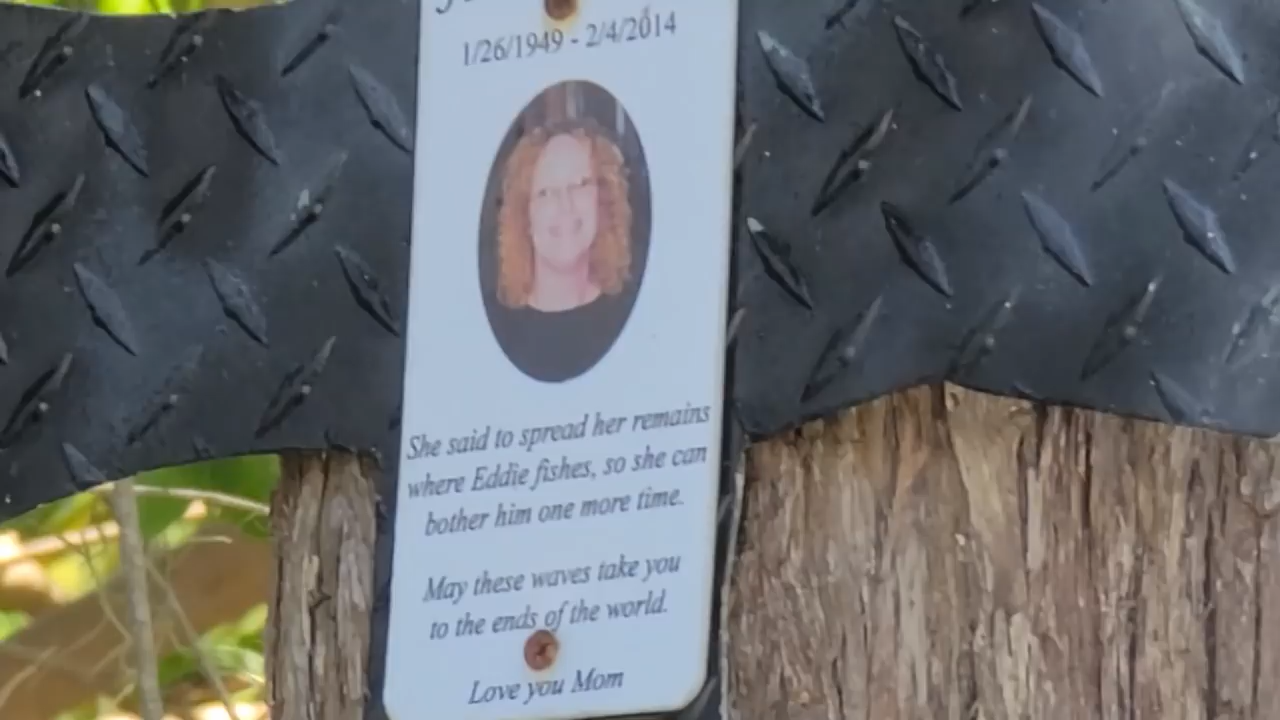 1/26/1949 - 2/4/2014
She said to spread her remains
where Eddie fishes, so she can
bother him one more time.
May these waves take you
to the ends of the world.
Love you Mom